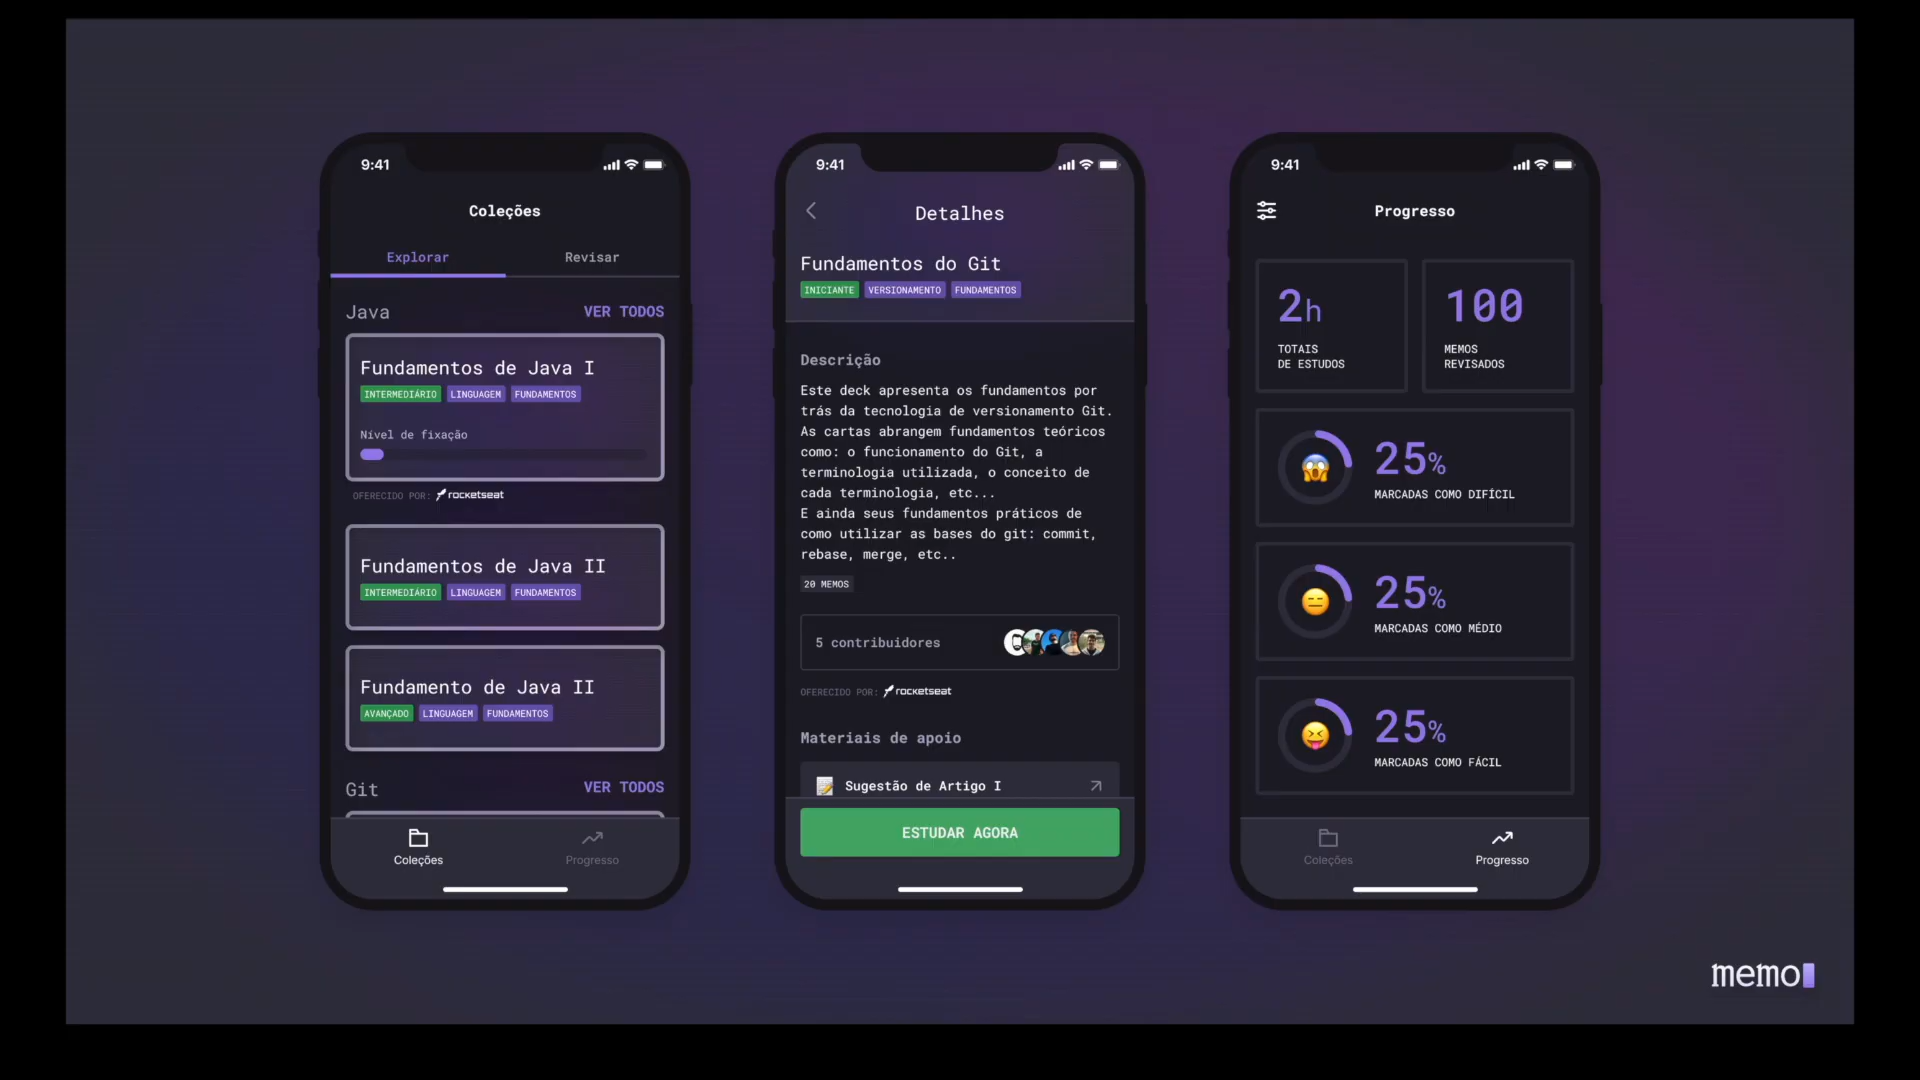 9:41
Coleções
Explorar
Revisar
Java
VER TODOS
Fundamentos de Java I
INTERMEDIÁRIO LINGUAGEM FUNDAMENTOS
Nível de fixação
OFERECIDO POR: rocketseat
Fundamentos de Java II
INTERMEDIÁRIO LINGUAGEM FUNDAMENTOS
Fundamento de Java II
AVANÇADO LINGUAGEM FUNDAMENTOS
Git
VER TODOS
Coleções
Progresso
9:41
Detalhes
Fundamentos do Git
INICIANTE VERSIONAMENTO FUNDAMENTOS
Descrição
Este deck apresenta os fundamentos por
trás da tecnologia de versionamento Git.
As cartas abrangem fundamentos teóricos
como: o funcionamento do Git, a
terminologia utilizada, o conceito de
cada terminologia, etc...
E ainda seus fundamentos práticos de
como utilizar as bases do git: commit,
rebase, merge, etc..
20 MEMOS
5 contribuidores
OFERECIDO POR: rocketseat
Materiais de apoio
Sugestão de Artigo I
ESTUDAR AGORA
9:41
Progresso
2h
TOTAIS
DE ESTUDOS
100
MEMOS
REVISADOS
25%
MARCADAS COMO DIFÍCIL
25%
MARCADAS COMO MÉDIO
25%
MARCADAS COMO FÁCIL
Coleções
Progresso
memo